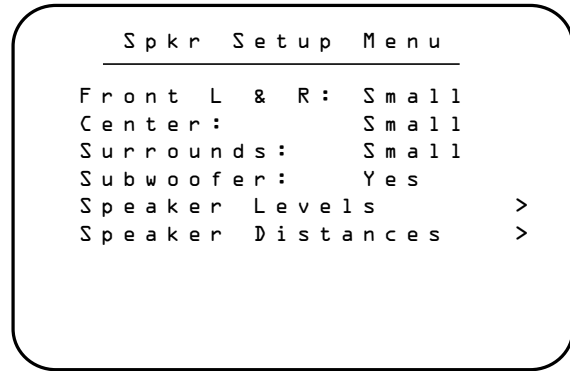 Spkr Setup Menu
Front L & R: Small
Center: Small
Surrounds: Small
Subwoofer: Yes
Speaker Levels >
Speaker Distances >